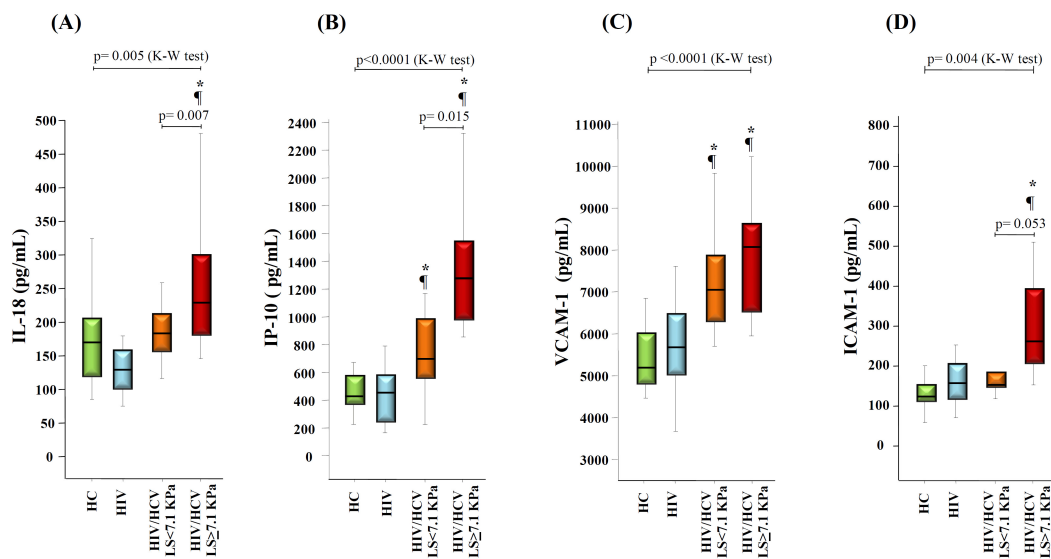 (A)
p= 0.005 (K-W test)
*
¶
p= 0.007
500
450
400
350
300
250
200
150
100
50
0
IL-18 (pg/mL)
HC
HIV
HIV/HCV
LS<7.1 KPa
HIV/HCV
LS≥7.1 KPa
(B)
p<0.0001 (K-W test)
*
¶
p= 0.015
*
¶
2400
2200
2000
1800
1600
1400
1200
1000
800
600
400
200
0
IP-10 ( pg/mL)
HC
HIV
HIV/HCV
LS<7.1 KPa
HIV/HCV
LS≥7.1 KPa
(C)
p <0.0001 (K-W test)
*
¶
*
¶
11000
10000
9000
8000
7000
6000
5000
4000
3000
VCAM-1 (pg/mL)
HC
HIV
HIV/HCV
LS<7.1 KPa
HIV/HCV
LS≥7.1 KPa
(D)
p= 0.004 (K-W test)
*
¶
p= 0.053
800
700
600
500
400
300
200
100
0
ICAM-1 (pg/mL)
HC
HIV
HIV/HCV
LS<7.1 KPa
HIV/HCV
LS≥7.1 KPa